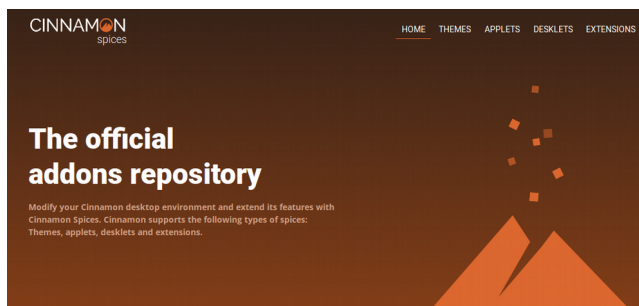 CINNAMON
spices
HOME THEMES APPLETS DESKLETS EXTENSIONS
The official
addons repository
Modify your Cinnamon desktop environment and extend its features with
Cinnamon Spices. Cinnamon supports the following types of spices:
Themes, applets, desklets and extensions.